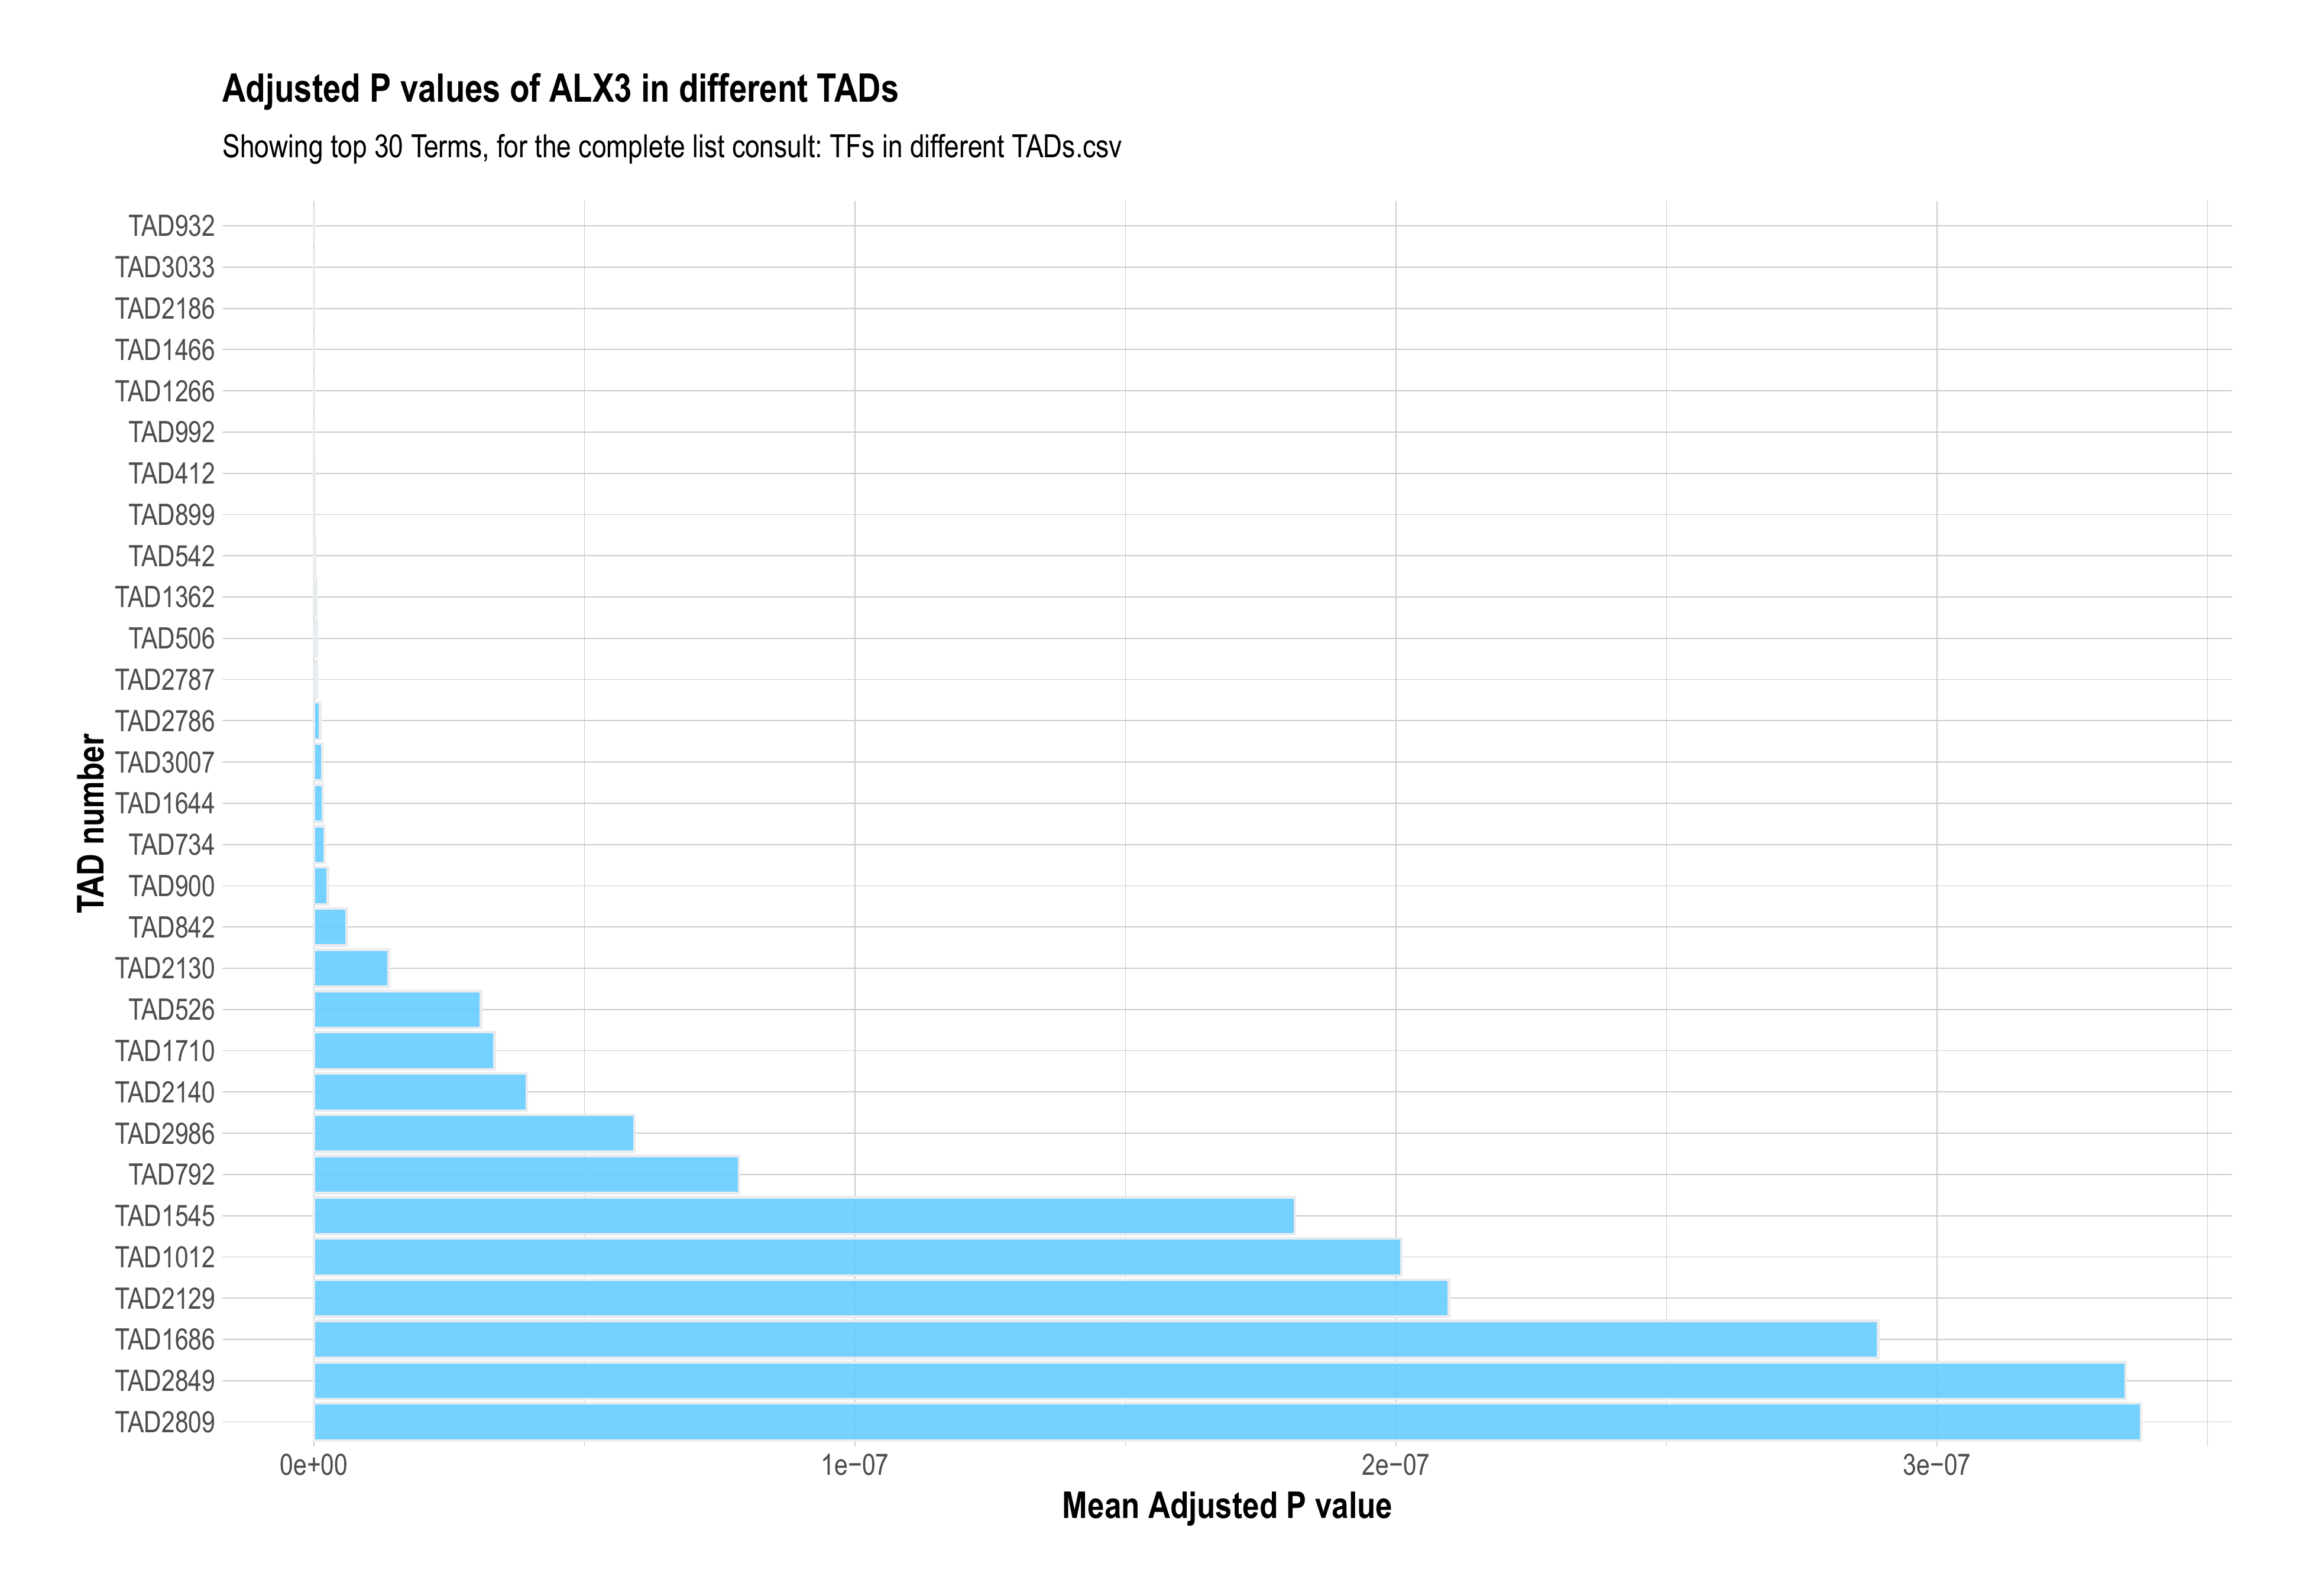 Adjusted P values of ALX3 in different TADs
Showing top 30 Terms, for the complete list consult: TFs in different TADs.csv
TAD number
TAD932
TAD3033
TAD2186
TAD1466
TAD1266
TAD992
TAD412
TAD899
TAD542
TAD1362
TAD506
TAD2787
TAD2786
TAD3007
TAD1644
TAD734
TAD900
TAD842
TAD2130
TAD526
TAD1710
TAD2140
TAD2986
TAD792
TAD1545
TAD1012
TAD2129
TAD1686
TAD2849
TAD2809
0e+00 1e−07 2e−07 3e−07
Mean Adjusted P value